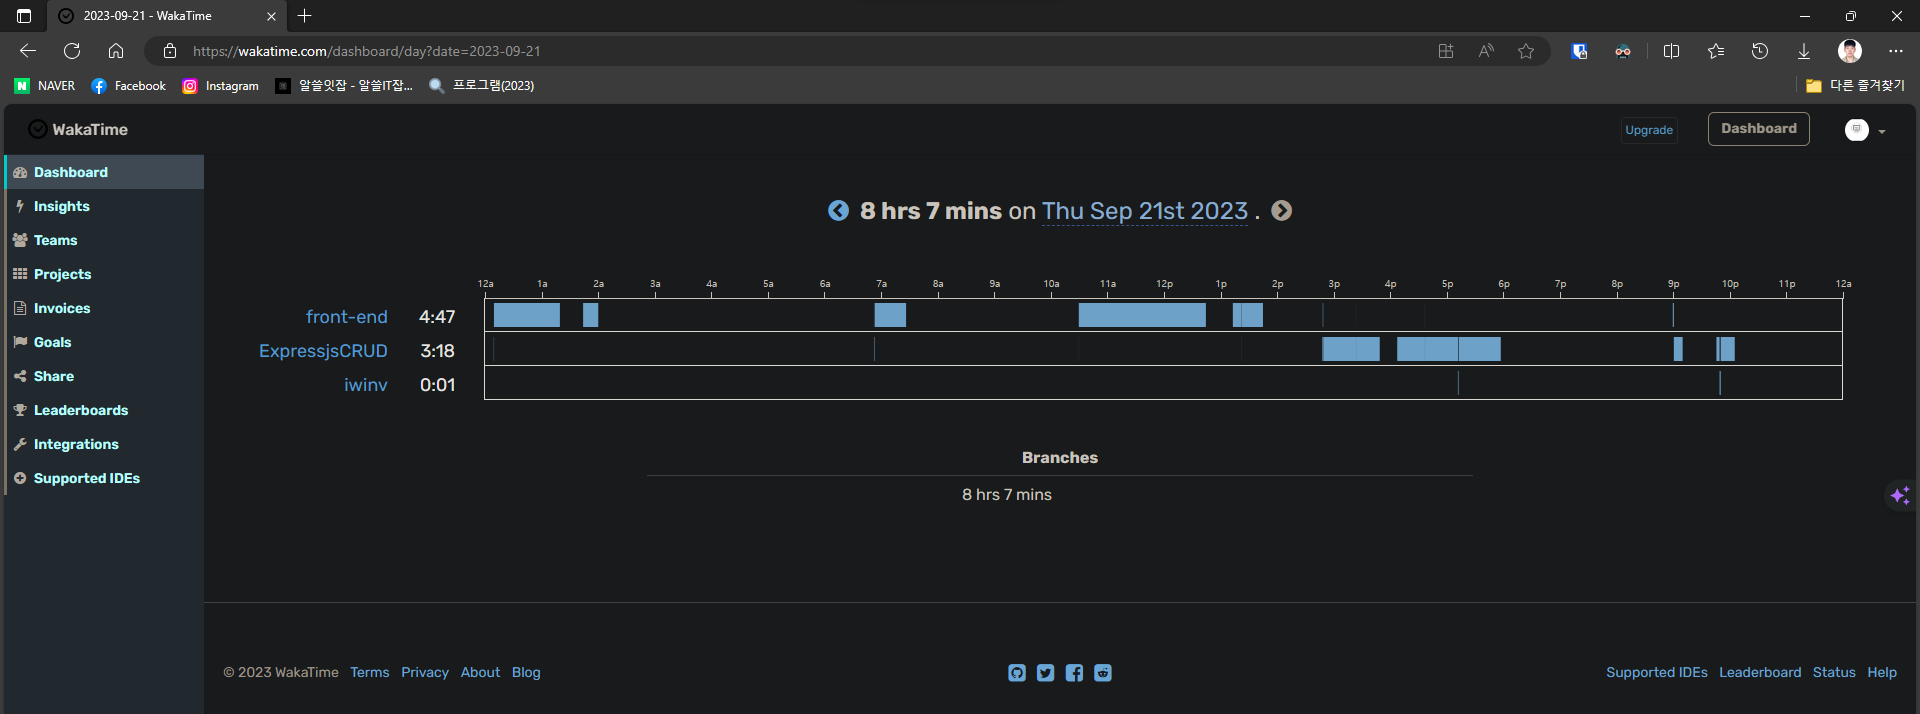 2023-09-21 - WakaTime
https://wakatime.com/dashboard/day?date=2023-09-21
NAVER Facebook Instagram 알쓸잇잡 - 알쓸IT잡... 프로그램(2023) 다른 즐겨찾기
WakaTime Upgrade Dashboard
Dashboard
Insights
Teams
Projects
Invoices
Goals
Share
Leaderboards
Integrations
Supported IDEs
8 hrs 7 mins on Thu Sep 21st 2023 .
12a 1a 2a 3a 4a 5a 6a 7a 8a 9a 10a 11a 12p 1p 2p 3p 4p 5p 6p 7p 8p 9p 10p 11p 12a
front-end 4:47
ExpressjsCRUD 3:18
iwinv 0:01
Branches
8 hrs 7 mins
© 2023 WakaTime Terms Privacy About Blog Supported IDEs Leaderboard Status Help